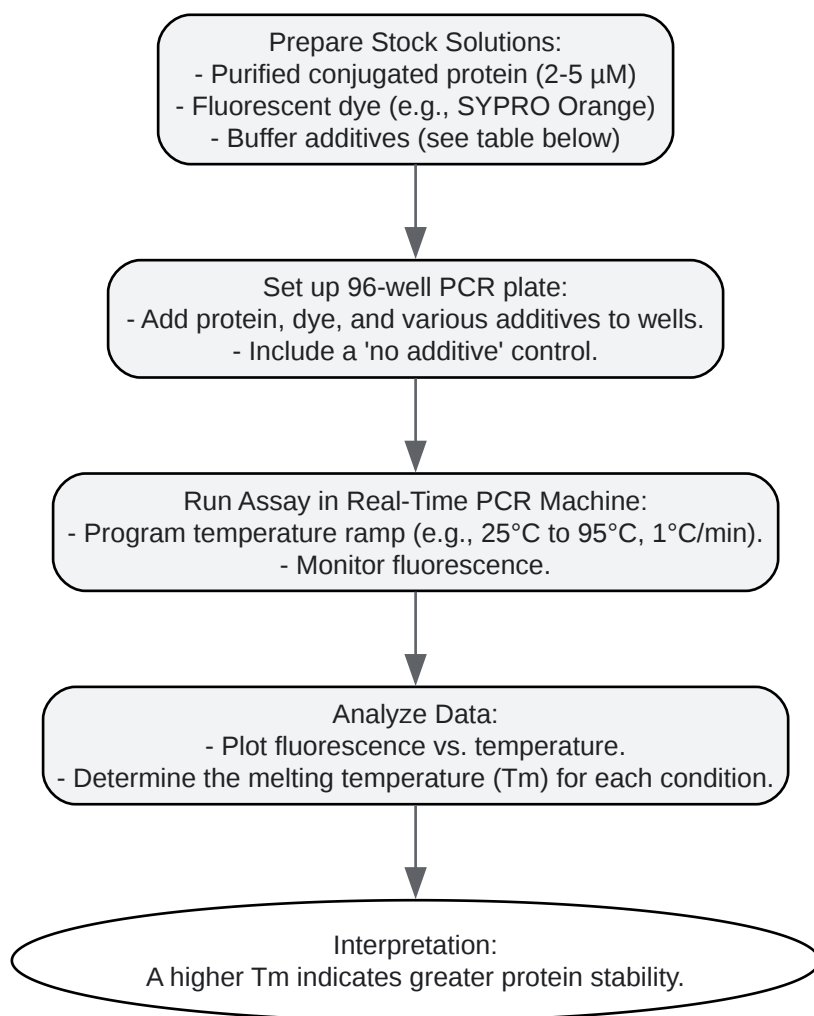 Prepare Stock Solutions:
- Purified conjugated protein (2-5 µM)
- Fluorescent dye (e.g., SYPRO Orange)
- Buffer additives (see table below)
Set up 96-well PCR plate:
- Add protein, dye, and various additives to wells.
- Include a 'no additive' control.
Run Assay in Real-Time PCR Machine:
- Program temperature ramp (e.g., 25°C to 95°C, 1°C/min).
- Monitor fluorescence.
Analyze Data:
- Plot fluorescence vs. temperature.
- Determine the melting temperature (Tm) for each condition.
Interpretation:
A higher Tm indicates greater protein stability.